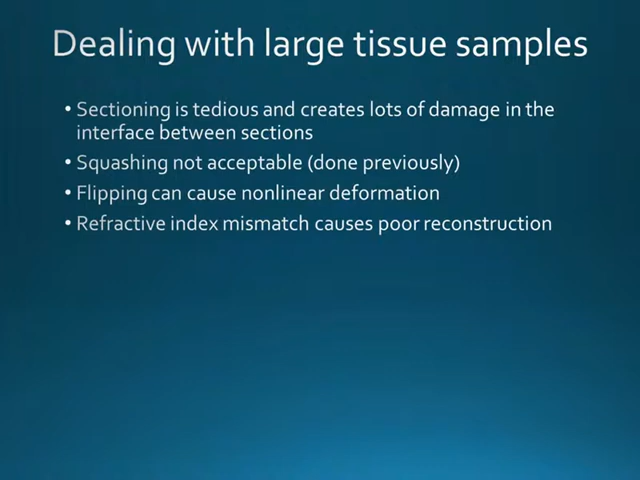 Dealing with large tissue samples
• Sectioning is tedious and creates lots of damage in the
interface between sections
• Squashing not acceptable (done previously)
• Flipping can cause nonlinear deformation
• Refractive index mismatch causes poor reconstruction